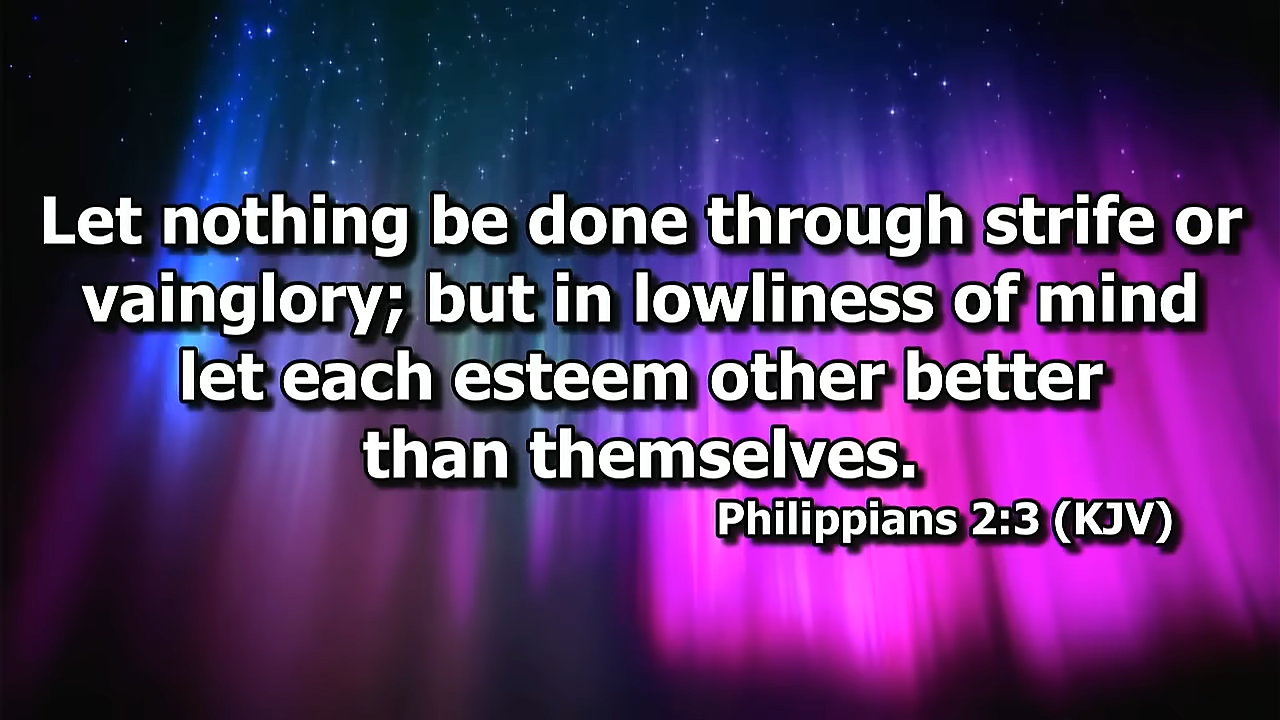 Let nothing be done through strife or
vainglory; but in lowliness of mind
let each esteem other better
than themselves.
Philippians 2:3 (KJV)